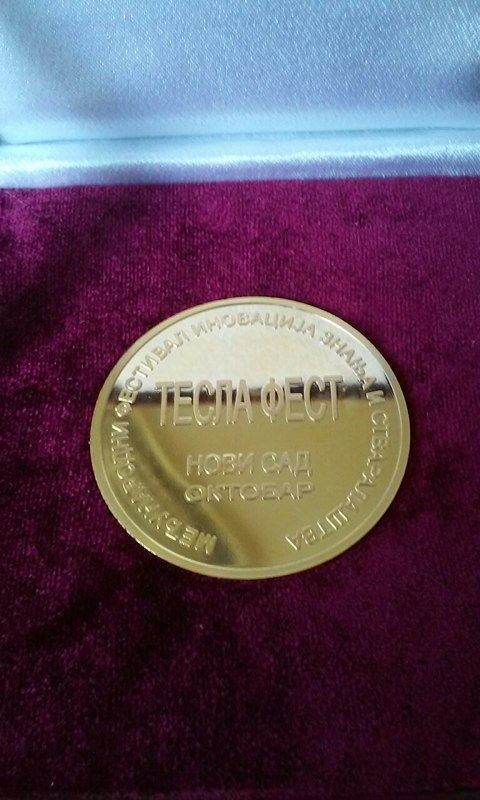 МЕЂУНАРОДНИ ФЕСТИВАЛ ИНОВАЦИЈА ЗНАЊА И СТВАРАЛАШТВА
ТЕСЛА ФЕСТ
НОВИ САД
ОКТОБАР